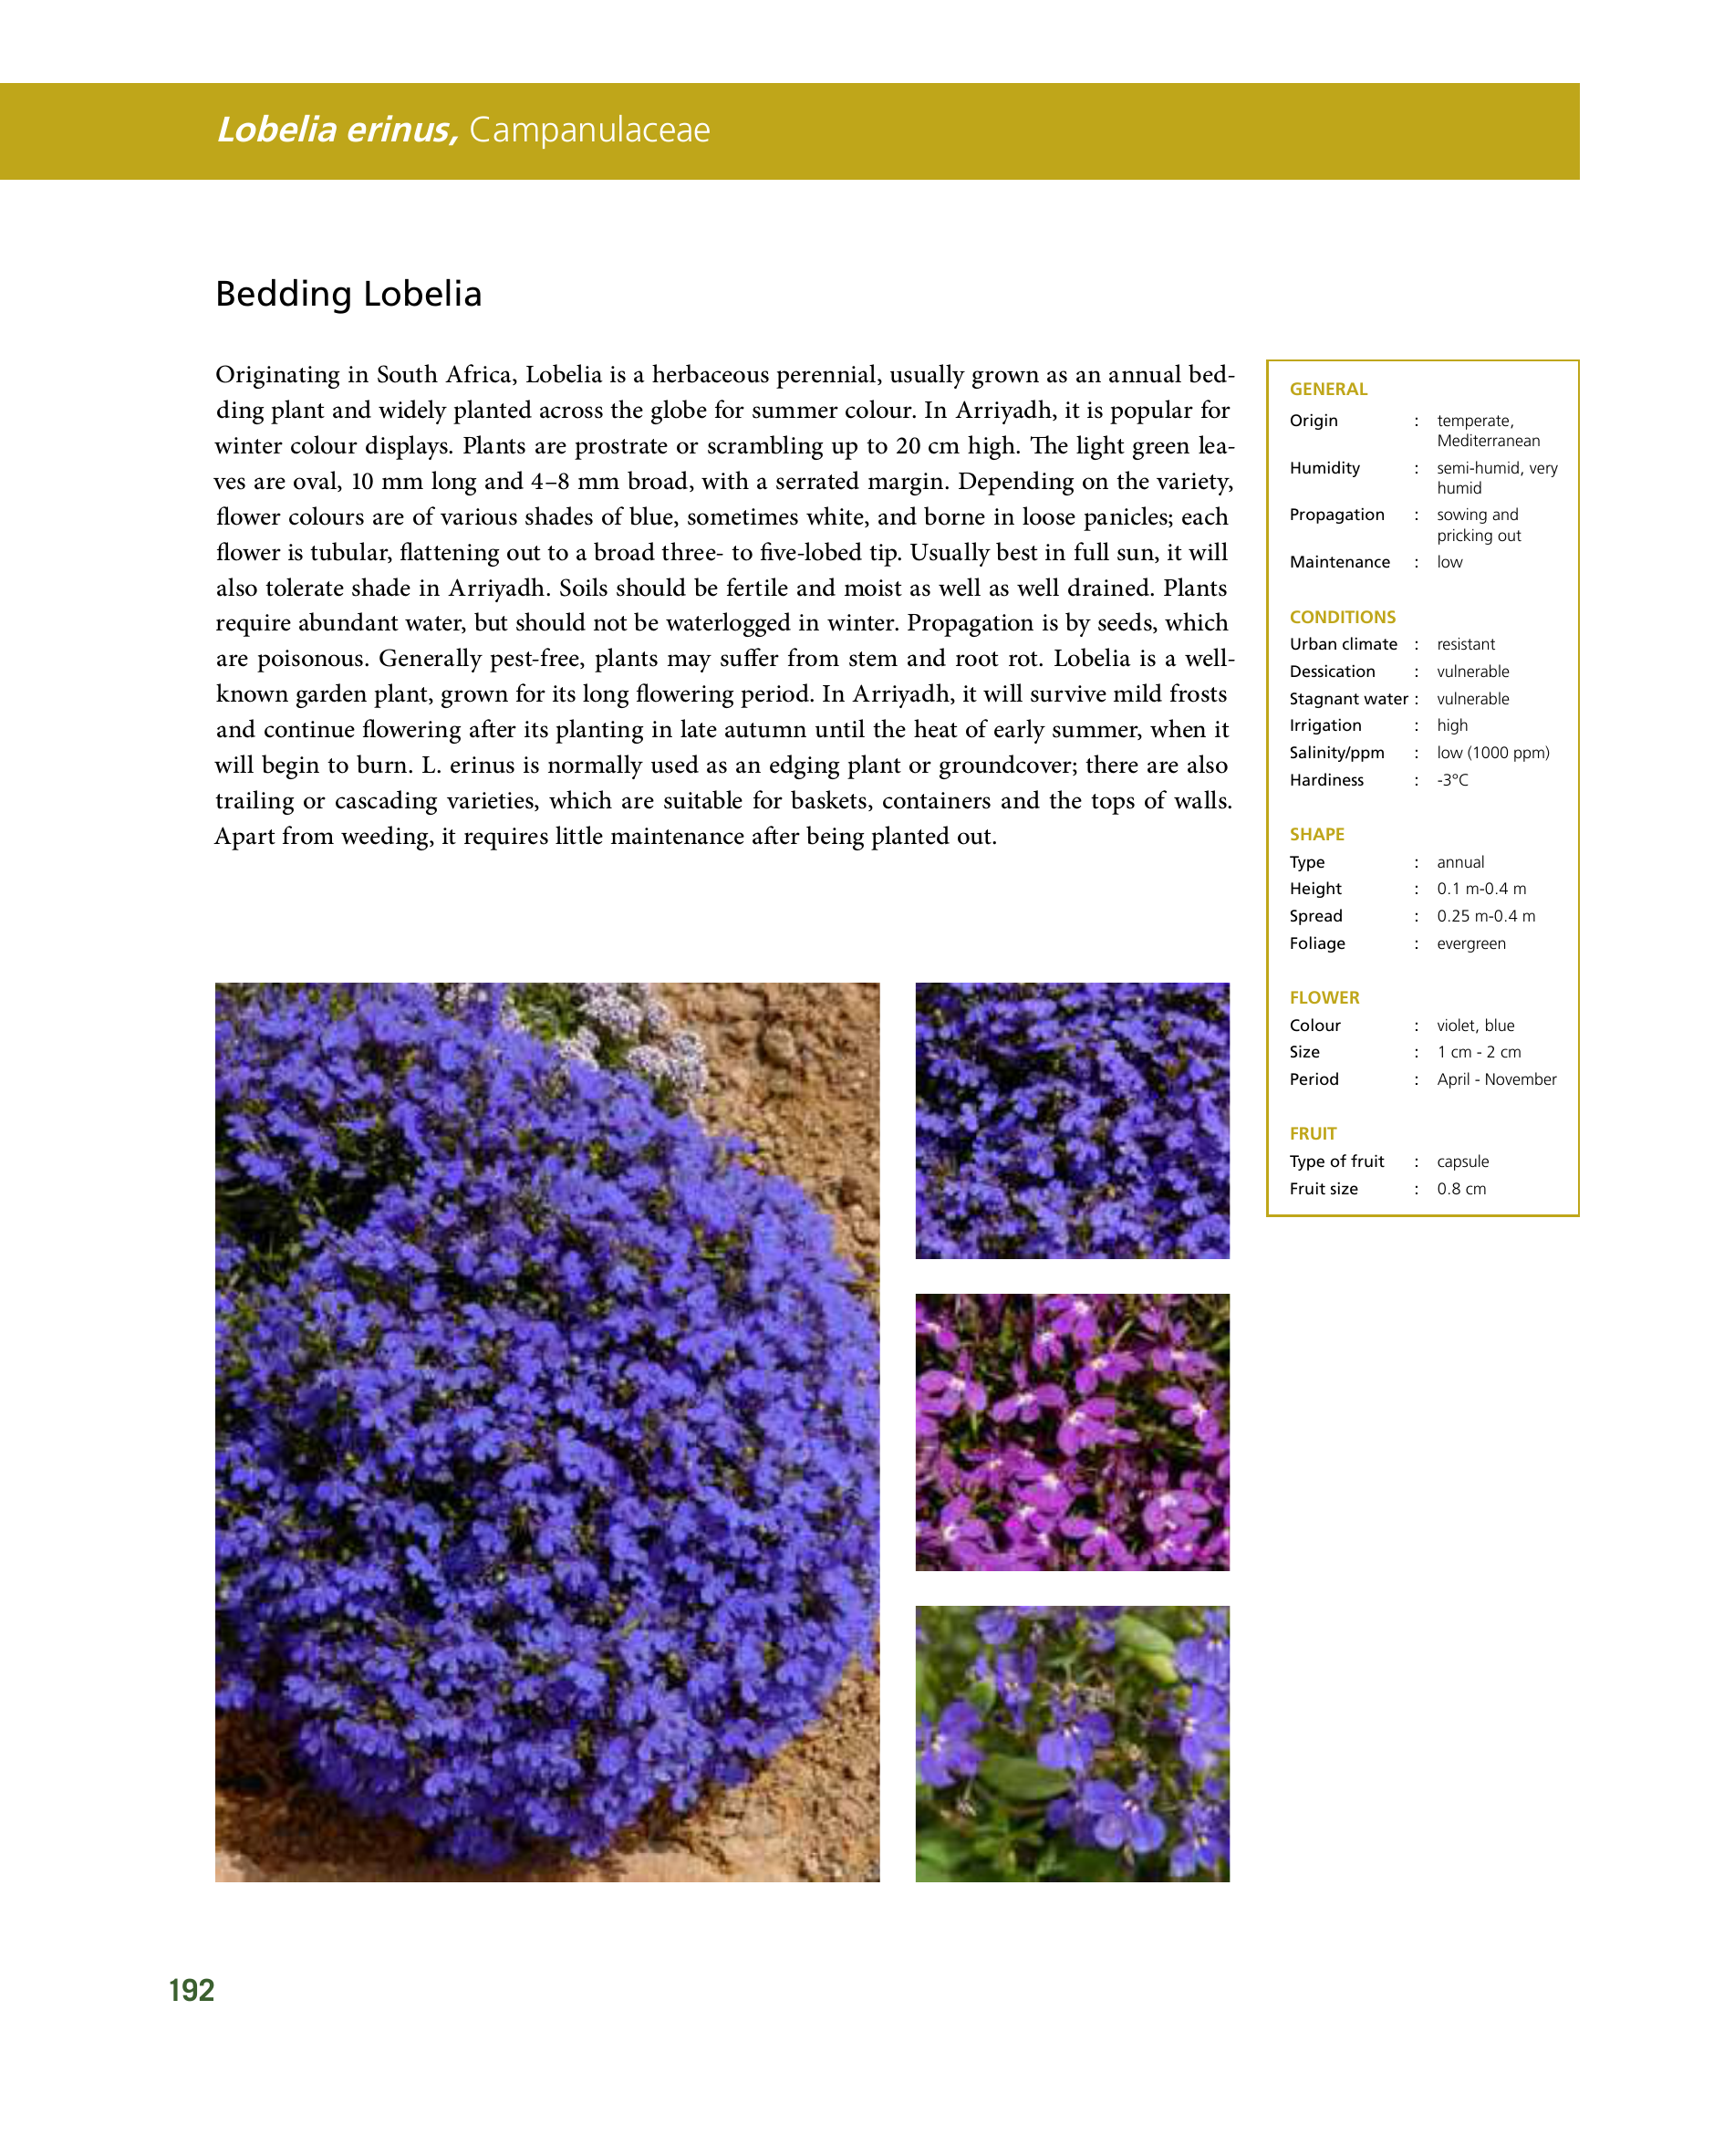 Lobelia erinus, Campanulaceae
Bedding Lobelia
Originating in South Africa, Lobelia is a herbaceous perennial, usually grown as an annual bed-
ding plant and widely planted across the globe for summer colour. In Arriyadh, it is popular for
winter colour displays. Plants are prostrate or scrambling up to 20 cm high. The light green lea-
ves are oval, 10 mm long and 4–8 mm broad, with a serrated margin. Depending on the variety,
flower colours are of various shades of blue, sometimes white, and borne in loose panicles; each
flower is tubular, flattening out to a broad three- to five-lobed tip. Usually best in full sun, it will
also tolerate shade in Arriyadh. Soils should be fertile and moist as well as well drained. Plants
require abundant water, but should not be waterlogged in winter. Propagation is by seeds, which
are poisonous. Generally pest-free, plants may suffer from stem and root rot. Lobelia is a well-
known garden plant, grown for its long flowering period. In Arriyadh, it will survive mild frosts
and continue flowering after its planting in late autumn until the heat of early summer, when it
will begin to burn. L. erinus is normally used as an edging plant or groundcover; there are also
trailing or cascading varieties, which are suitable for baskets, containers and the tops of walls.
Apart from weeding, it requires little maintenance after being planted out.
GENERAL
Origin : temperate,
Mediterranean
Humidity : semi-humid, very
humid
Propagation : sowing and
pricking out
Maintenance : low
CONDITIONS
Urban climate : resistant
Dessication : vulnerable
Stagnant water : vulnerable
Irrigation : high
Salinity/ppm : low (1000 ppm)
Hardiness : -3°C
SHAPE
Type : annual
Height : 0.1 m-0.4 m
Spread : 0.25 m-0.4 m
Foliage : evergreen
FLOWER
Colour : violet, blue
Size : 1 cm - 2 cm
Period : April - November
FRUIT
Type of fruit : capsule
Fruit size : 0.8 cm
192